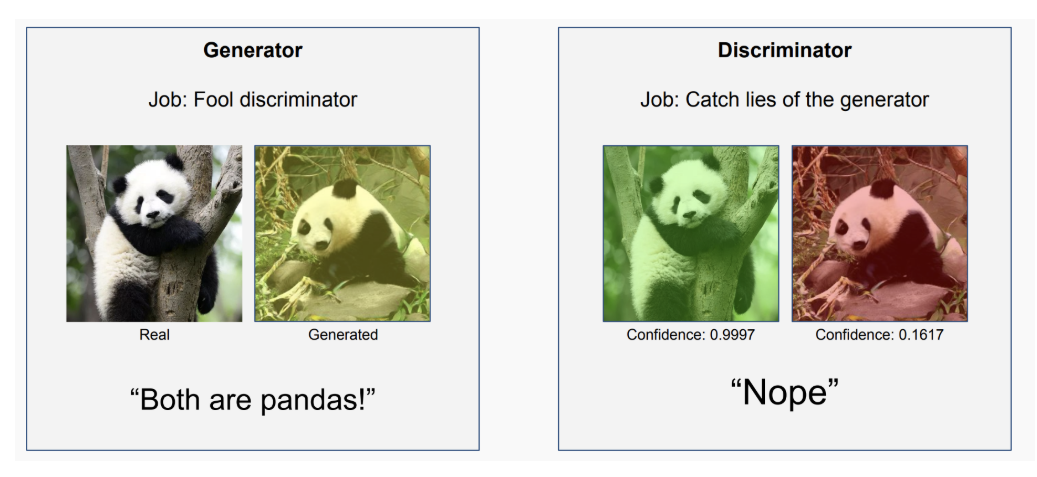 Generator
Job: Fool discriminator
Real
Generated
“Both are pandas!”
Discriminator
Job: Catch lies of the generator
Confidence: 0.9997
Confidence: 0.1617
“Nope”